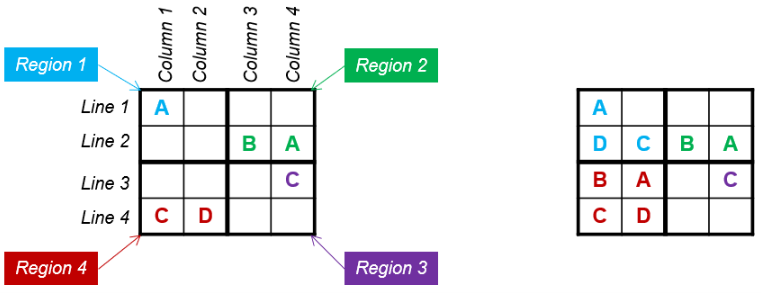 Column 1
Column 2
Column 3
Column 4
Region 1
Region 2
Line 1
A
A
Line 2
B A
D C B A
Line 3
C
B A C
Line 4
C D
C D
Region 4
Region 3